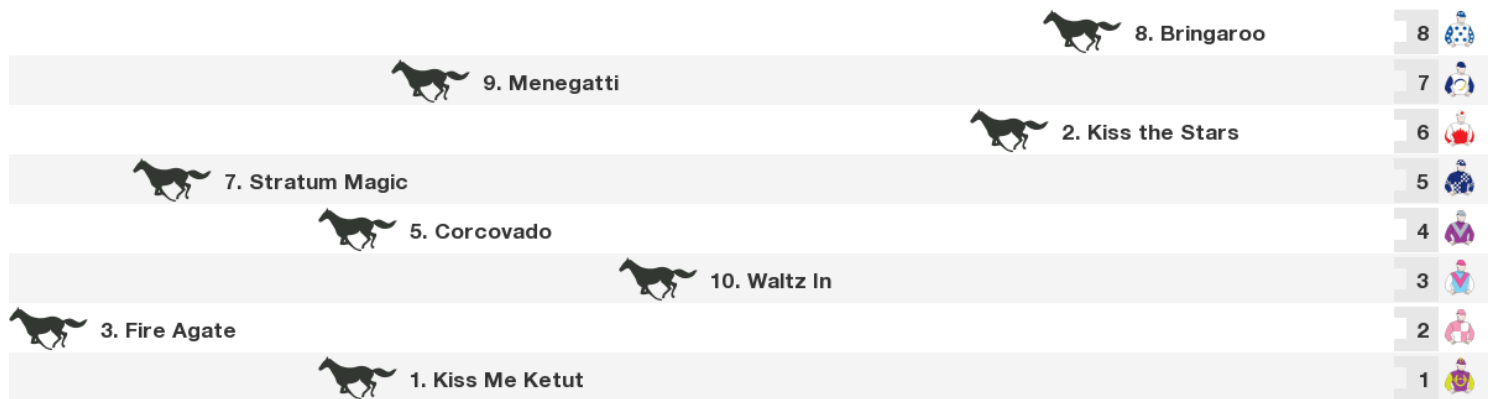 8. Bringaroo 8
9. Menegatti 7
2. Kiss the Stars 6
7. Stratum Magic 5
5. Corcovado 4
10. Waltz In 3
3. Fire Agate 2
1. Kiss Me Ketut 1